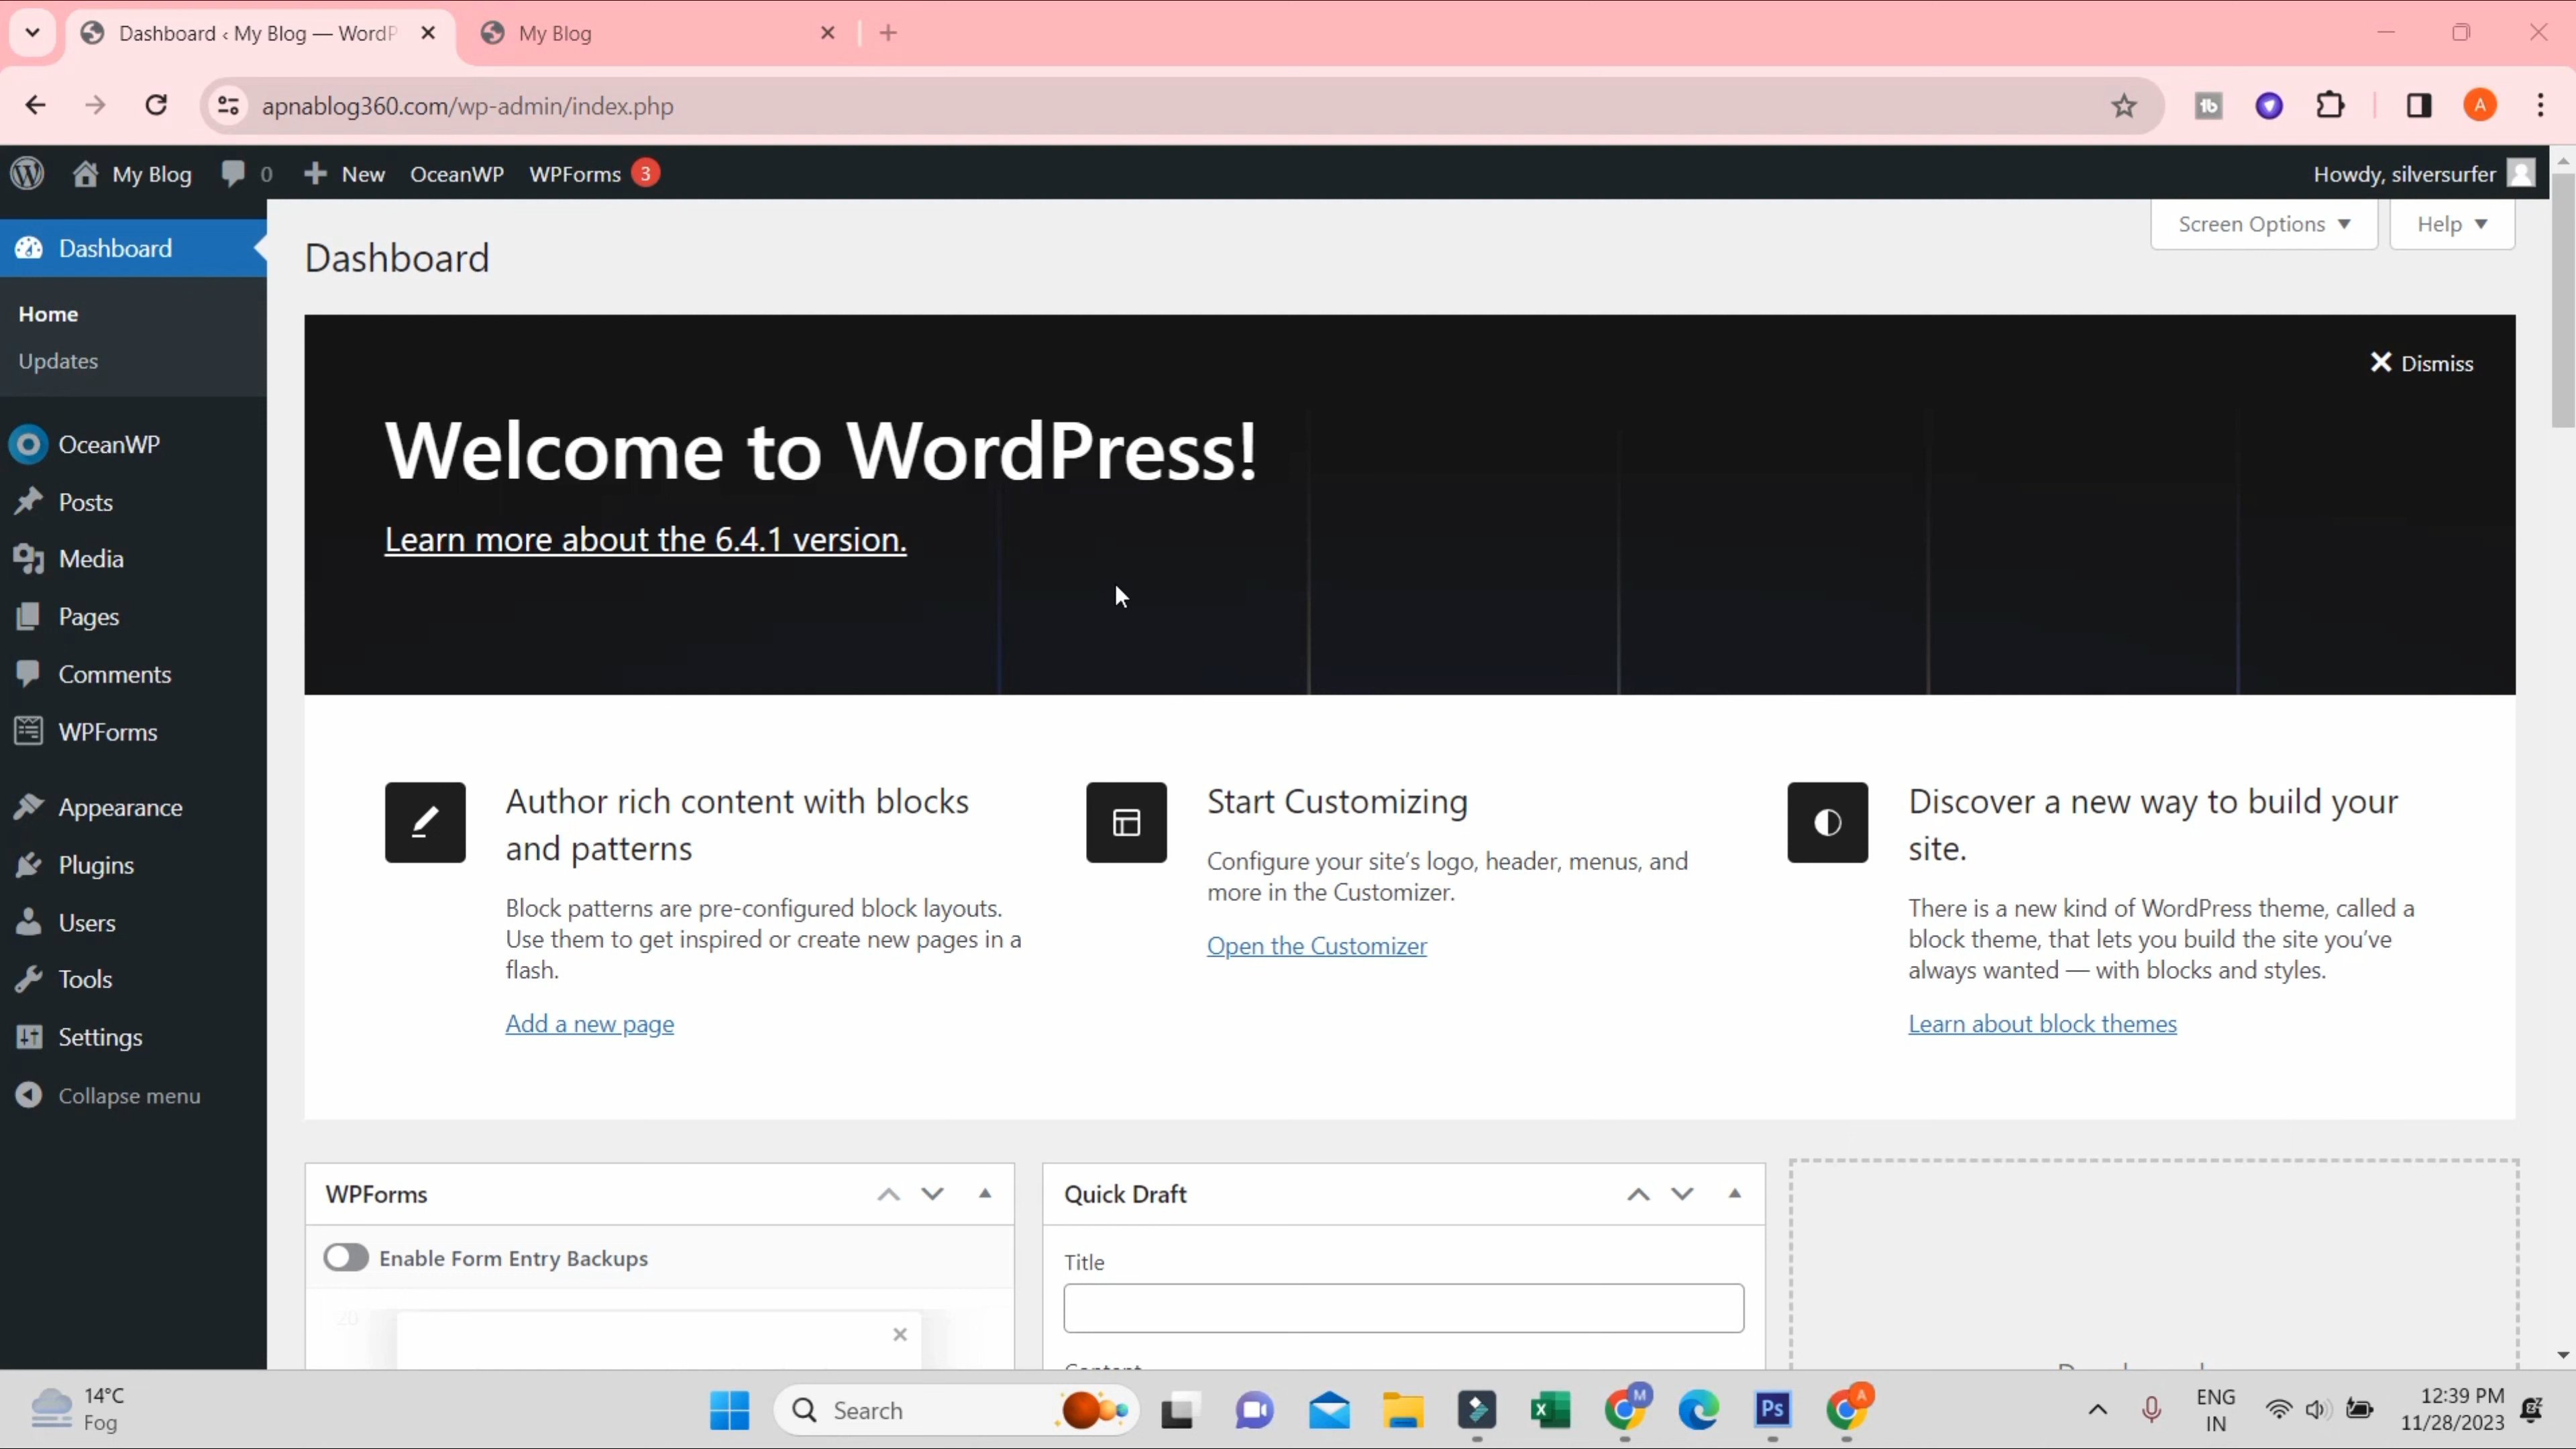 Dashboard ‹ My Blog — WordP
My Blog
apnablog360.com/wp-admin/index.php
A
My Blog
0
New
OceanWP
WPForms
3
Howdy, silversurfer
Screen Options
Help
Dashboard
Home
Updates
OceanWP
Posts
Media
Pages
Comments
WPForms
Appearance
Plugins
Users
Tools
Settings
Collapse menu
Dashboard
Dismiss
Welcome to WordPress!
Learn more about the 6.4.1 version.
Author rich content with blocks
and patterns
Block patterns are pre-configured block layouts.
Use them to get inspired or create new pages in a
flash.
Add a new page
Start Customizing
Configure your site’s logo, header, menus, and
more in the Customizer.
Open the Customizer
Discover a new way to build your
site.
There is a new kind of WordPress theme, called a
block theme, that lets you build the site you’ve
always wanted — with blocks and styles.
Learn about block themes
WPForms
Enable Form Entry Backups
20
Quick Draft
Title
14°C
Fog
Search
M
Ps
A
ENG
IN
12:39 PM
11/28/2023